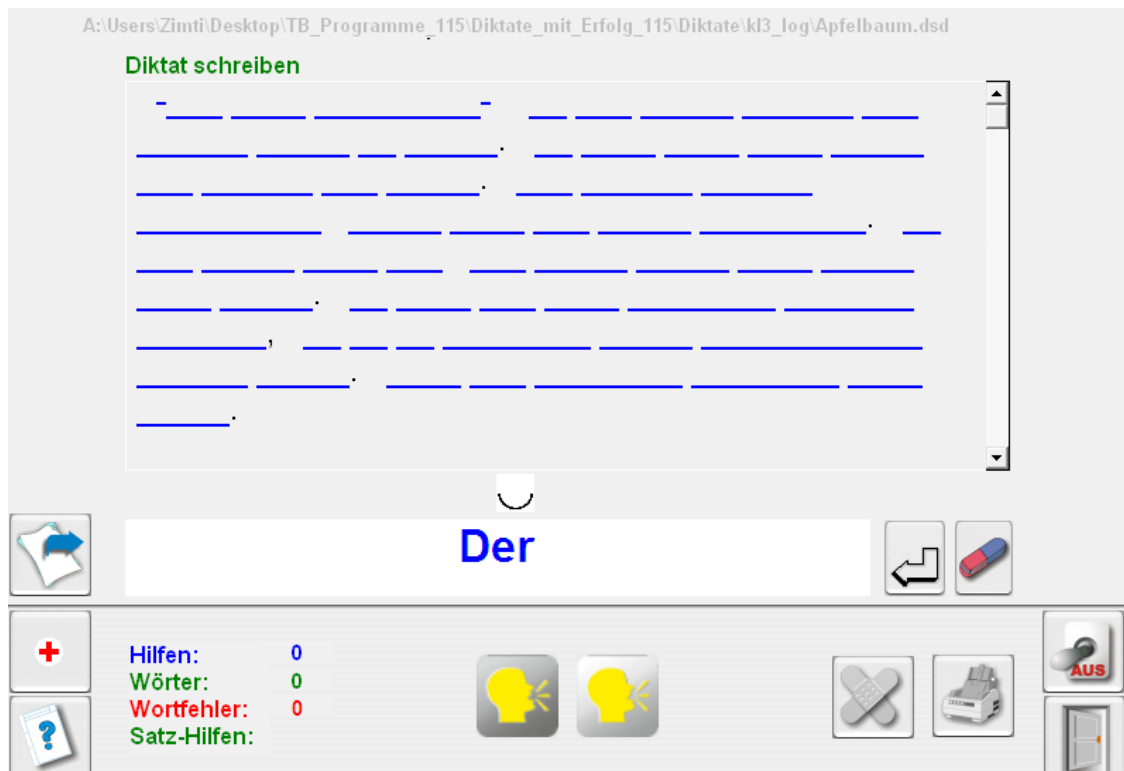 A:\Users\Zimti\Desktop\TB_Programme_115\Diktate_mit_Erfolg_115\Diktate\kl3_log\Apfelbaum.dsd
Diktat schreiben
Der
Hilfen: 0
Wörter: 0
Wortfehler: 0
Satz-Hilfen:
AUS